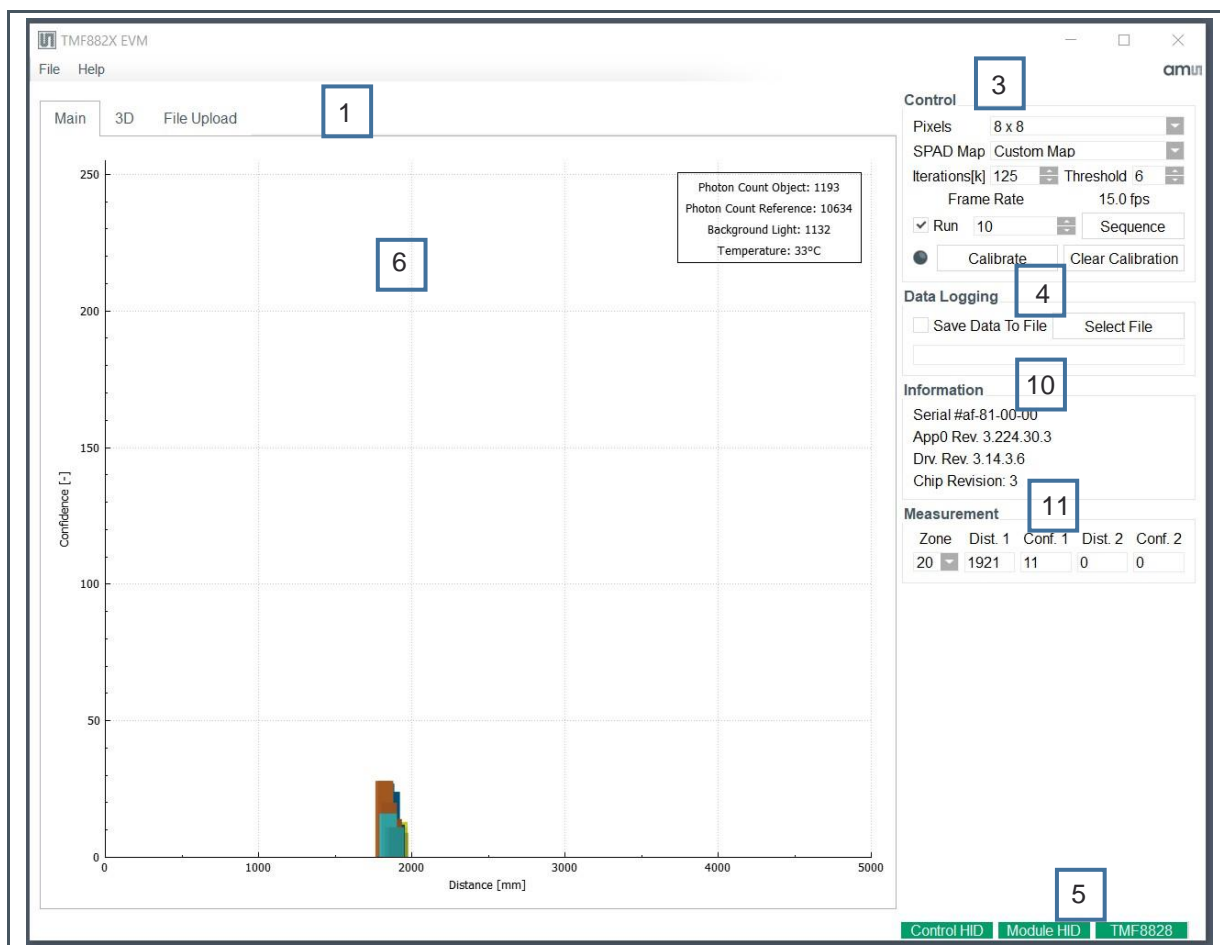 TMF882X EVM
File Help
amu
Main 3D File Upload
1
3
Control
Pixels 8 x 8
SPAD Map Custom Map
Iterations[k] 125 Threshold 6
Frame Rate 15.0 fps
Run 10 Sequence
Calibrate Clear Calibration
4
Data Logging
Save Data To File Select File
10
Information
Serial #af-81-00-00
App0 Rev. 3.224.30.3
Drv. Rev. 3.14.3.6
Chip Revision: 3
11
Measurement
Zone Dist. 1 Conf. 1 Dist. 2 Conf. 2
20 1921 11 0 0
Photon Count Object: 1193
Photon Count Reference: 10634
Background Light: 1132
Temperature: 33°C
6
250
200
150
100
50
0
Confidence [-]
0 1000 2000 3000 4000 5000
Distance [mm]
5
Control HID Module HID TMF8828